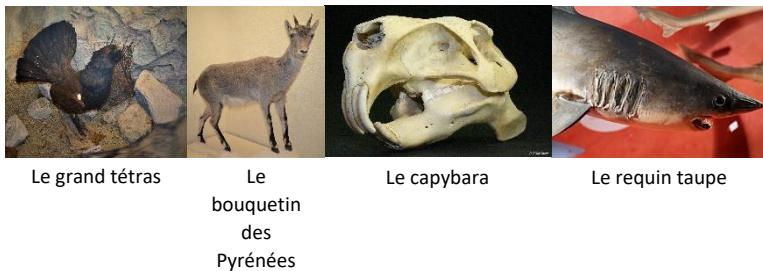 Le grand tétras
Le
bouquetin
des
Pyrénées
Le capybara
Le requin taupe